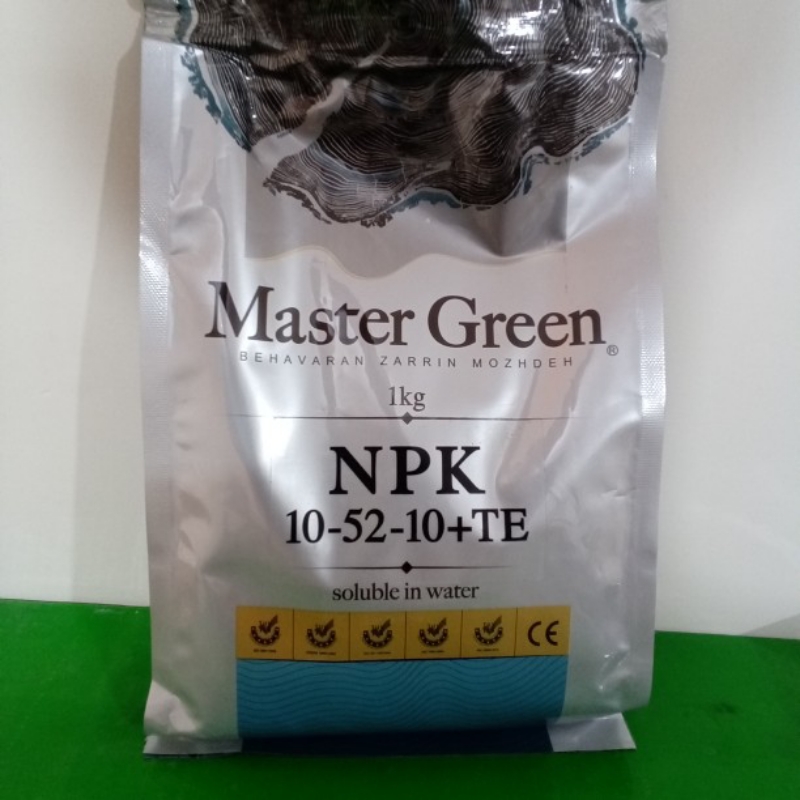 Master Green®
BEHAVARAN ZARRIN MOZHDEH
1kg
NPK
10-52-10+TE
soluble in water
CE